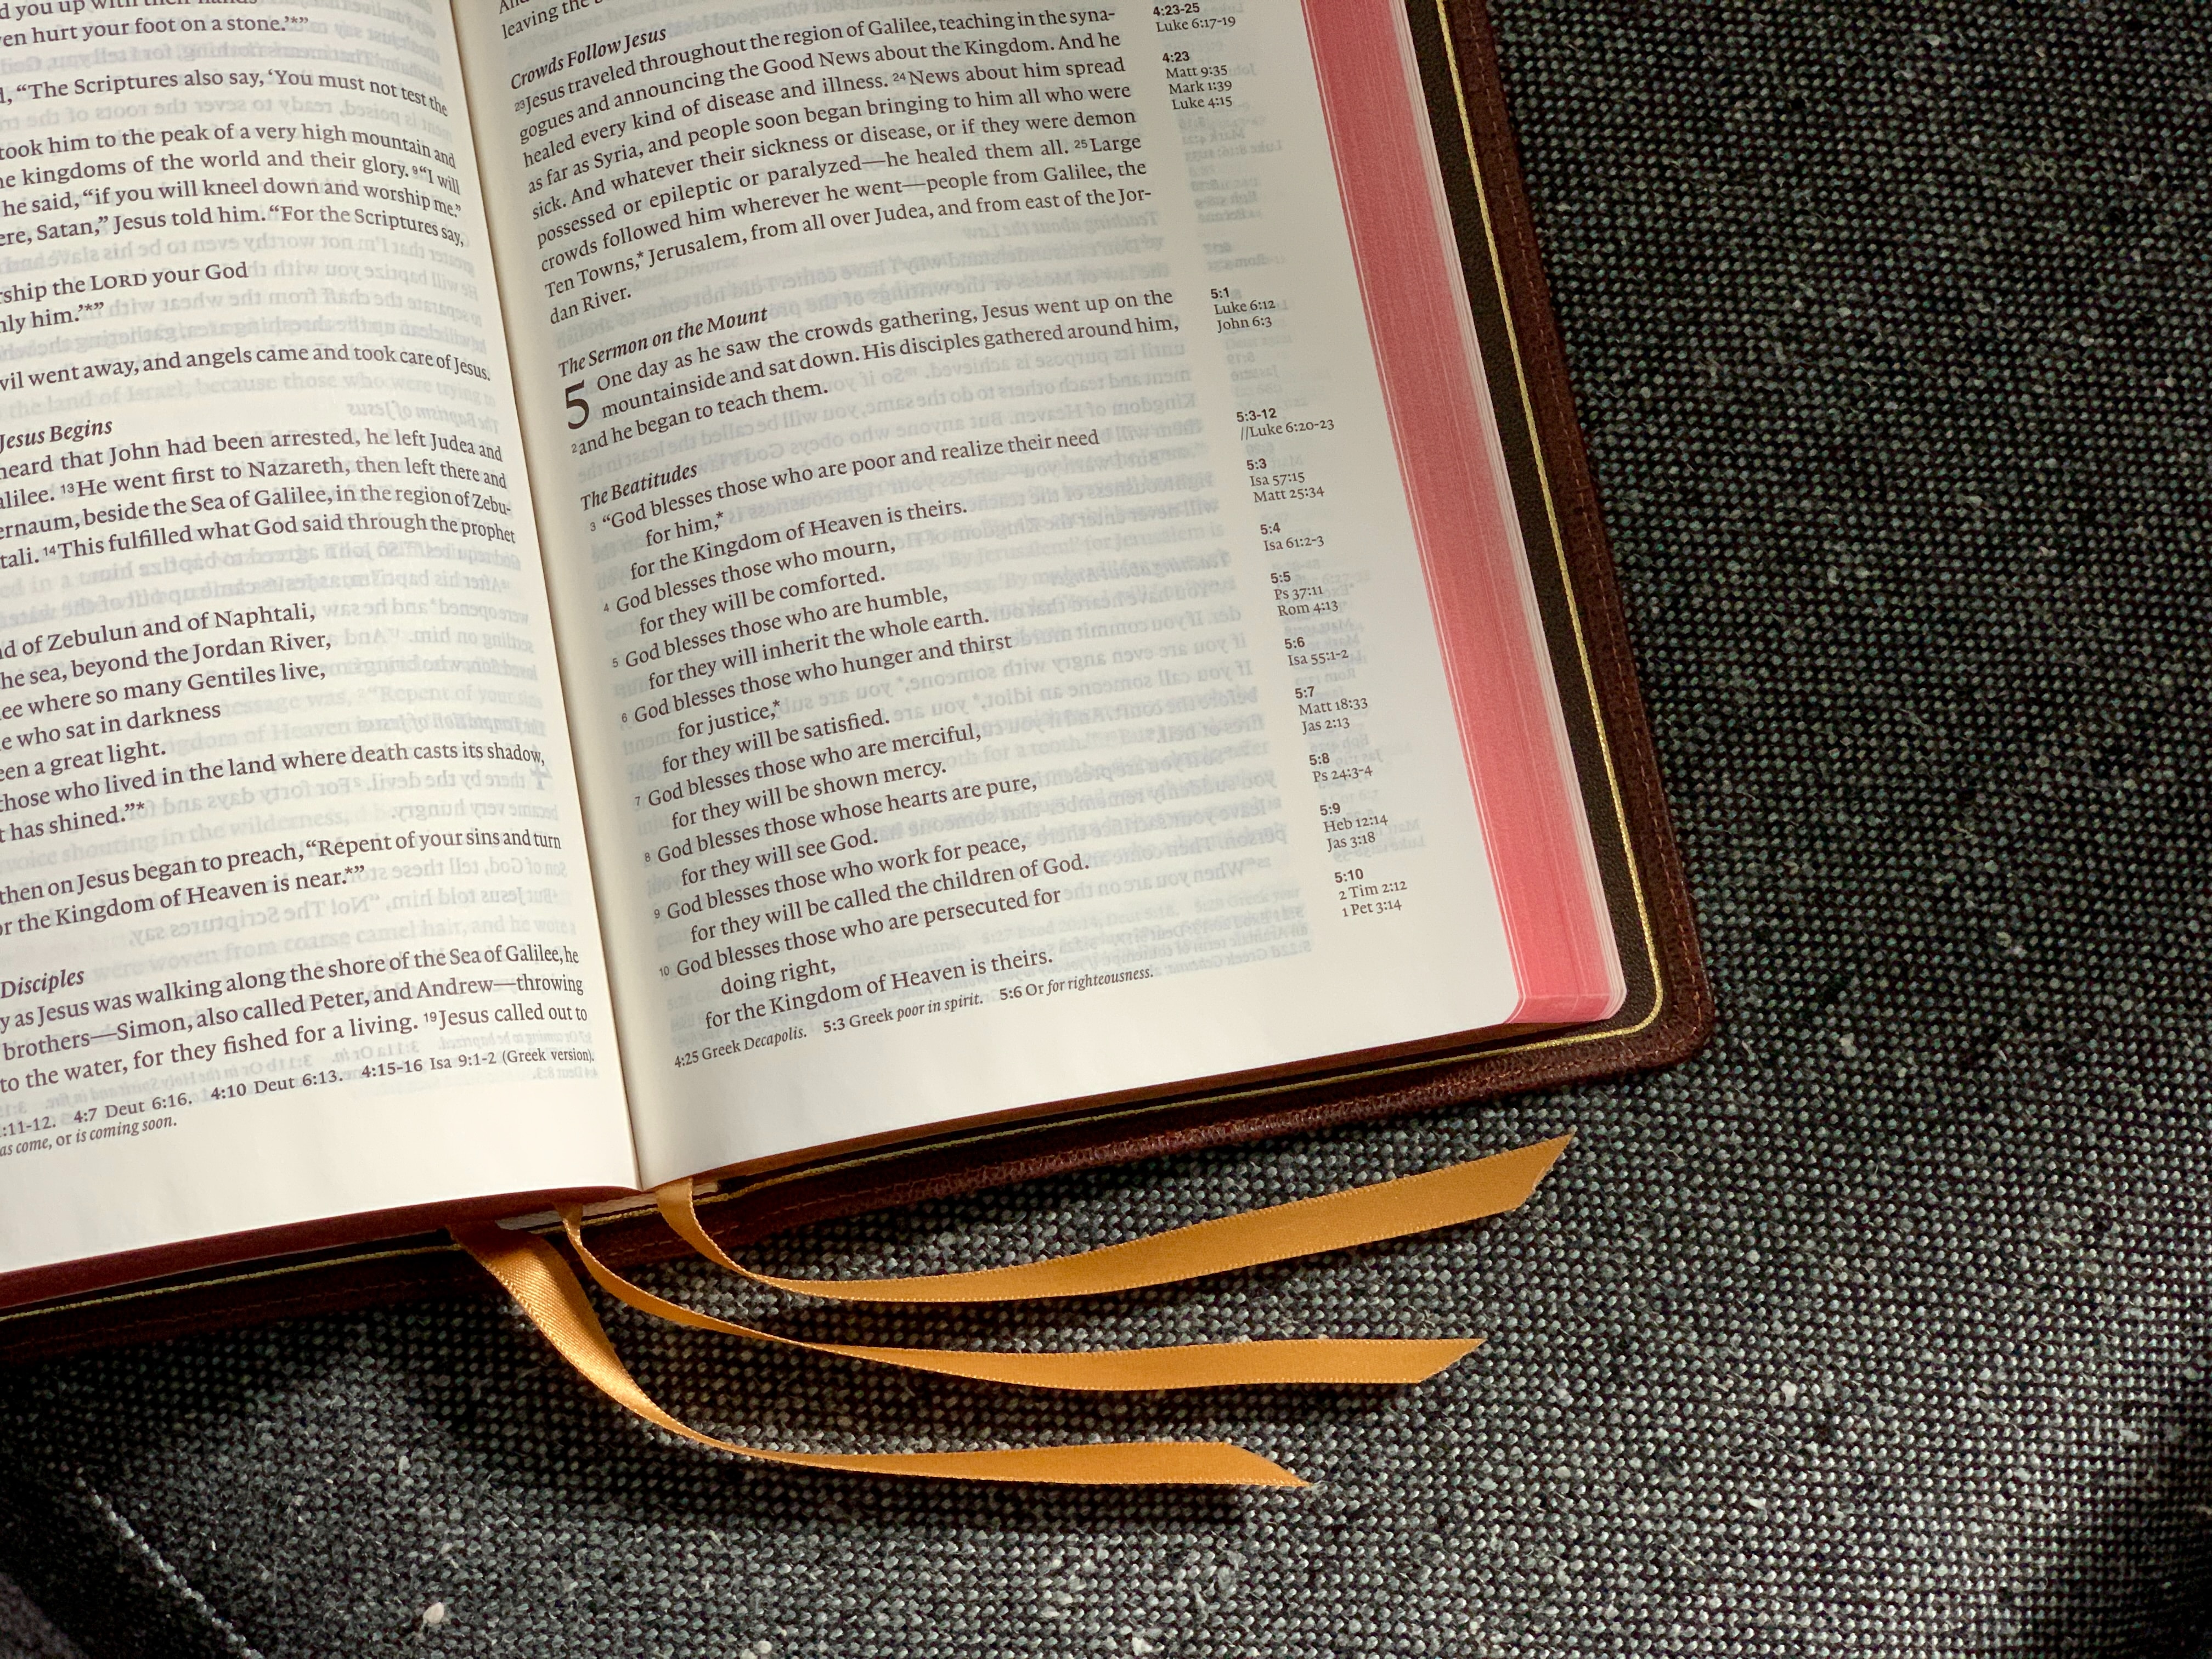 d you up with their hands
en hurt your foot on a stone.’*”
d, “The Scriptures also say, ‘You must not test the
took him to the peak of a very high mountain and
he kingdoms of the world and their glory. 9“I will
he said, “if you will kneel down and worship me.”
ere, Satan,” Jesus told him. “For the Scriptures say,
rship the LORD your God
nly him.’*”
vil went away, and angels came and took care of Jesus.
Jesus Begins
heard that John had been arrested, he left Judea and
alilee. 13He went first to Nazareth, then left there and
ernaum, beside the Sea of Galilee, in the region of Zebu-
tali. 14This fulfilled what God said through the prophet
nd of Zebulun and of Naphtali,
he sea, beyond the Jordan River,
ee where so many Gentiles live,
e who sat in darkness
een a great light.
those who lived in the land where death casts its shadow,
t has shined.”*
then on Jesus began to preach, “Repent of your sins and turn
or the Kingdom of Heaven is near.*”
Disciples
y as Jesus was walking along the shore of the Sea of Galilee, he
brothers—Simon, also called Peter, and Andrew—throwing
to the water, for they fished for a living. 19Jesus called out to
:11-12. 4:7 Deut 6:16. 4:10 Deut 6:13. 4:15-16 Isa 9:1-2 (Greek version).
as come, or is coming soon.
leaving the
Crowds Follow Jesus
23Jesus traveled throughout the region of Galilee, teaching in the syna-
gogues and announcing the Good News about the Kingdom. And he
healed every kind of disease and illness. 24News about him spread
as far as Syria, and people soon began bringing to him all who were
sick. And whatever their sickness or disease, or if they were demon
possessed or epileptic or paralyzed—he healed them all. 25Large
crowds followed him wherever he went—people from Galilee, the
Ten Towns,* Jerusalem, from all over Judea, and from east of the Jor-
dan River.
The Sermon on the Mount
5 One day as he saw the crowds gathering, Jesus went up on the
mountainside and sat down. His disciples gathered around him,
2and he began to teach them.
The Beatitudes
3 “God blesses those who are poor and realize their need
for him,*
for the Kingdom of Heaven is theirs.
4 God blesses those who mourn,
for they will be comforted.
5 God blesses those who are humble,
for they will inherit the whole earth.
6 God blesses those who hunger and thirst
for justice,*
for they will be satisfied.
7 God blesses those who are merciful,
for they will be shown mercy.
8 God blesses those whose hearts are pure,
for they will see God.
9 God blesses those who work for peace,
for they will be called the children of God.
10 God blesses those who are persecuted for
doing right,
for the Kingdom of Heaven is theirs.
4:25 Greek Decapolis. 5:3 Greek poor in spirit. 5:6 Or for righteousness.
4:23-25
Luke 6:17-19
4:23
Matt 9:35
Mark 1:39
Luke 4:15
5:1
Luke 6:12
John 6:3
5:3-12
//Luke 6:20-23
5:3
Isa 57:15
Matt 25:34
5:4
Isa 61:2-3
5:5
Ps 37:11
Rom 4:13
5:6
Isa 55:1-2
5:7
Matt 18:33
Jas 2:13
5:8
Ps 24:3-4
5:9
Heb 12:14
Jas 3:18
5:10
2 Tim 2:12
1 Pet 3:14